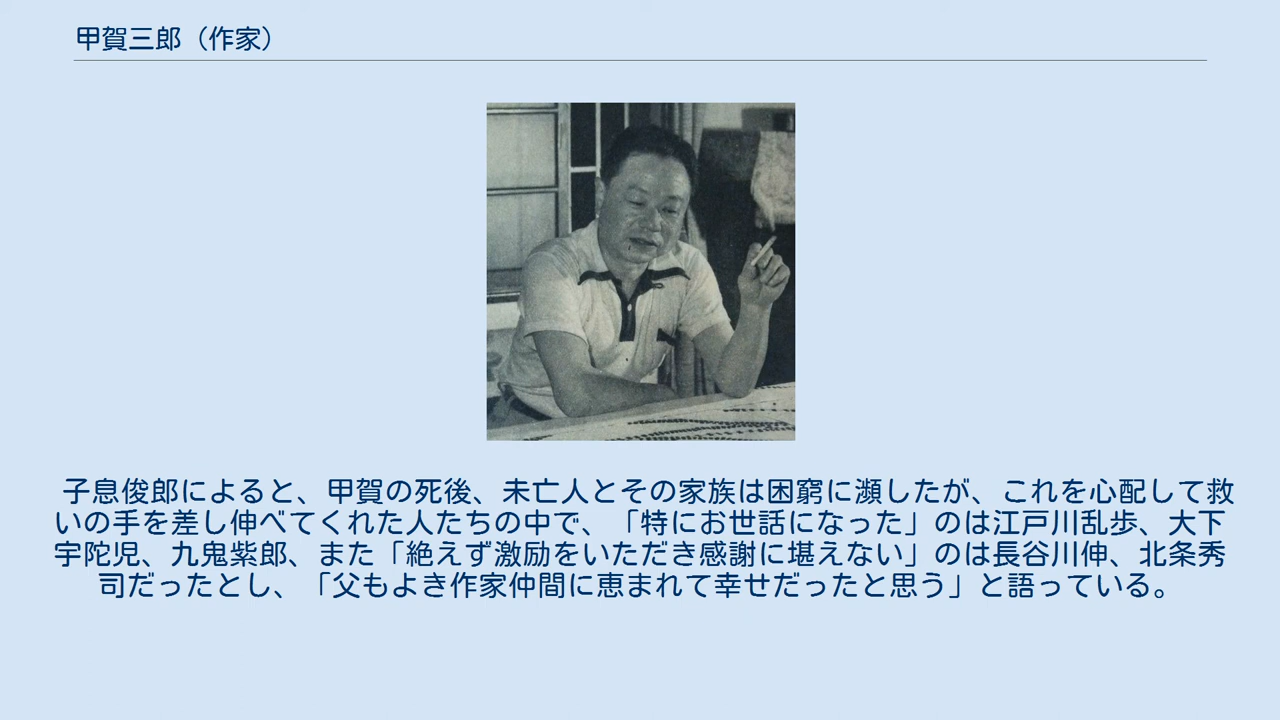 甲賀三郎（作家）
子息俊郎によると、甲賀の死後、未亡人とその家族は困窮に瀕したが、これを心配して救
いの手を差し伸べてくれた人たちの中で、「特にお世話になった」のは江戸川乱歩、大下
宇陀児、九鬼紫郎、また「絶えず激励をいただき感謝に堪えない」のは長谷川伸、北条秀
司だったとし、「父もよき作家仲間に恵まれて幸せだったと思う」と語っている。